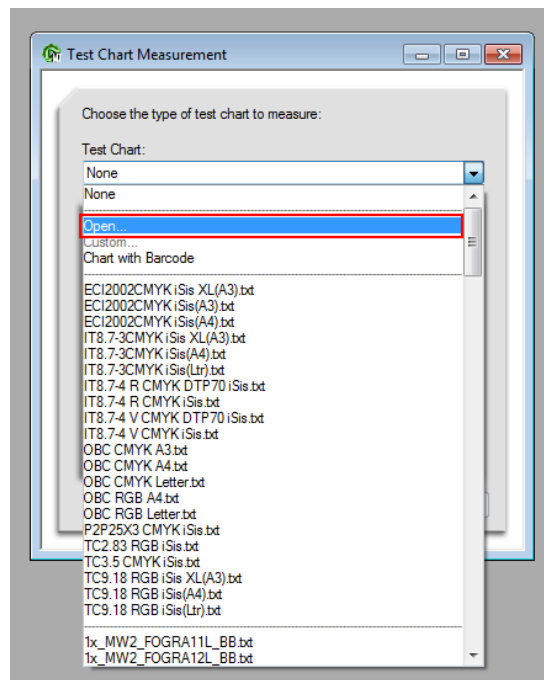 Test Chart Measurement
Choose the type of test chart to measure:
Test Chart:
None
None
Open...
Custom...
Chart with Barcode
ECI2002CMYK iSis XL(A3).txt
ECI2002CMYK iSis(A3).txt
ECI2002CMYK iSis(A4).txt
IT8.7-3CMYK iSis XL(A3).txt
IT8.7-3CMYK iSis(A4).txt
IT8.7-3CMYK iSis(Ltr).txt
IT8.7-4 R CMYK DTP70 iSis.txt
IT8.7-4 R CMYK iSis.txt
IT8.7-4 V CMYK DTP70 iSis.txt
IT8.7-4 V CMYK iSis.txt
OBC CMYK A3.txt
OBC CMYK A4.txt
OBC CMYK Letter.txt
OBC RGB A4.txt
OBC RGB Letter.txt
P2P25X3 CMYK iSis.txt
TC2.83 RGB iSis.txt
TC3.5 CMYK iSis.txt
TC9.18 RGB iSis XL(A3).txt
TC9.18 RGB iSis(A4).txt
TC9.18 RGB iSis(Ltr).txt
1x_MW2_FOGRA11L_BB.txt
1x_MW2_FOGRA12L_BB.txt